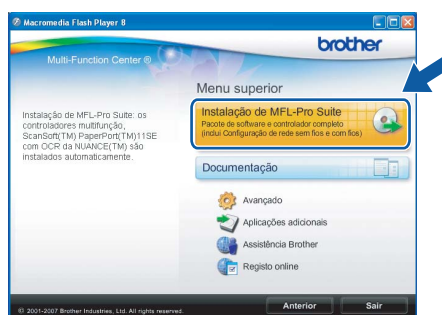 Macromedia Flash Player 8
brother
Multi-Function Center ®
Menu superior
Instalação de MFL-Pro Suite: os
controladores multifunção,
ScanSoft(TM) PaperPort(TM)11SE
com OCR da NUANCE(TM) são
instalados automaticamente.
Instalação de MFL-Pro Suite
Pacote de software e controlador completo
(inclui Configuração de rede sem fios e com fios)
Documentação
Avançado
Aplicações adicionais
Assistência Brother
Registo online
© 2001-2007 Brother Industries, Ltd. All rights reserved.
Anterior
Sair